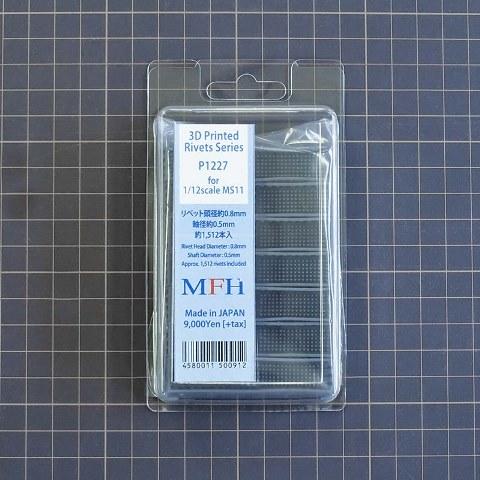 3D Printed
Rivets Series
P1227
for
1/12scale MS11
リベット頭径約0.8mm
軸径約0.5mm
約1,512本入
Rivet Head Diameter : 0.8mm
Shaft Diameter : 0.5mm
Approx. 1,512 rivets included
MFH
Made in JAPAN
9,000Yen [+tax]
4580011 500912